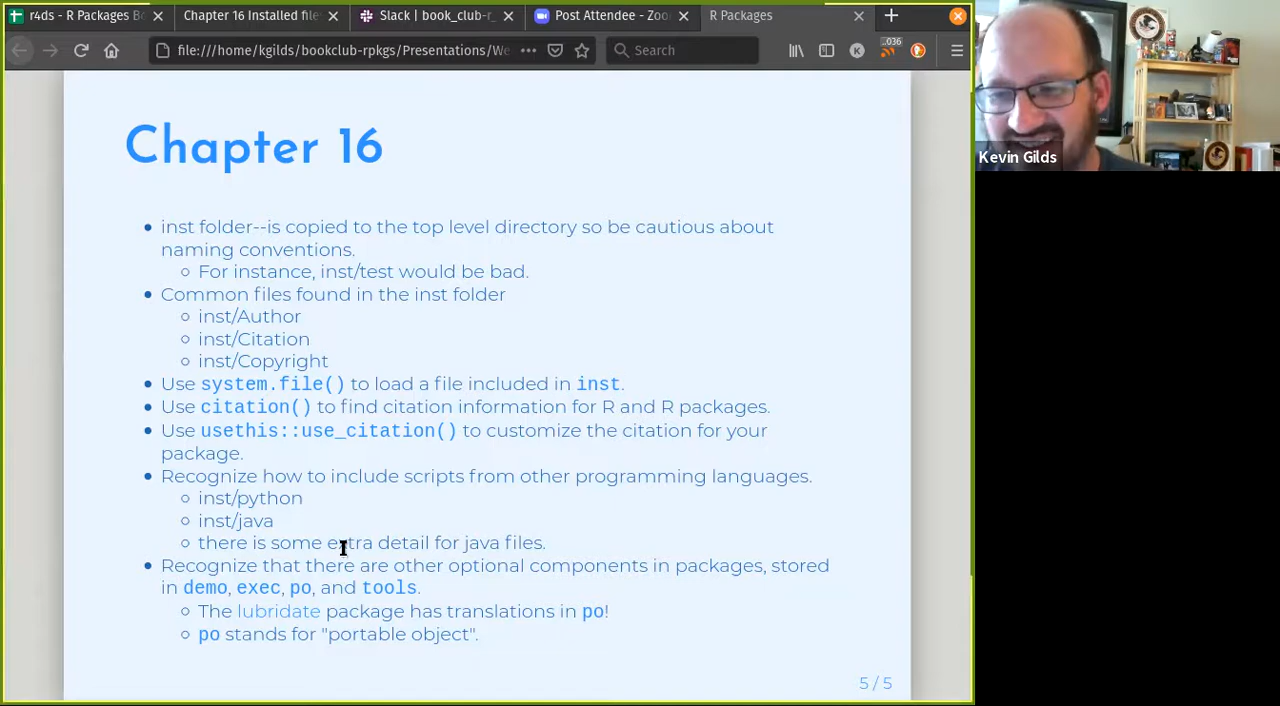 r4ds - R Packages Bo
Chapter 16 Installed file
Slack | book_club-r_
Post Attendee - Zoo
R Packages
file:///home/kgilds/bookclub-rpkgs/Presentations/We
Search
..036
Kevin Gilds
Chapter 16
inst folder--is copied to the top level directory so be cautious about
naming conventions.
For instance, inst/test would be bad.
Common files found in the inst folder
inst/Author
inst/Citation
inst/Copyright
Use system.file() to load a file included in inst.
Use citation() to find citation information for R and R packages.
Use usethis::use_citation() to customize the citation for your
package.
Recognize how to include scripts from other programming languages.
inst/python
inst/java
there is some extra detail for java files.
Recognize that there are other optional components in packages, stored
in demo, exec, po, and tools.
The lubridate package has translations in po!
po stands for "portable object".
5 / 5